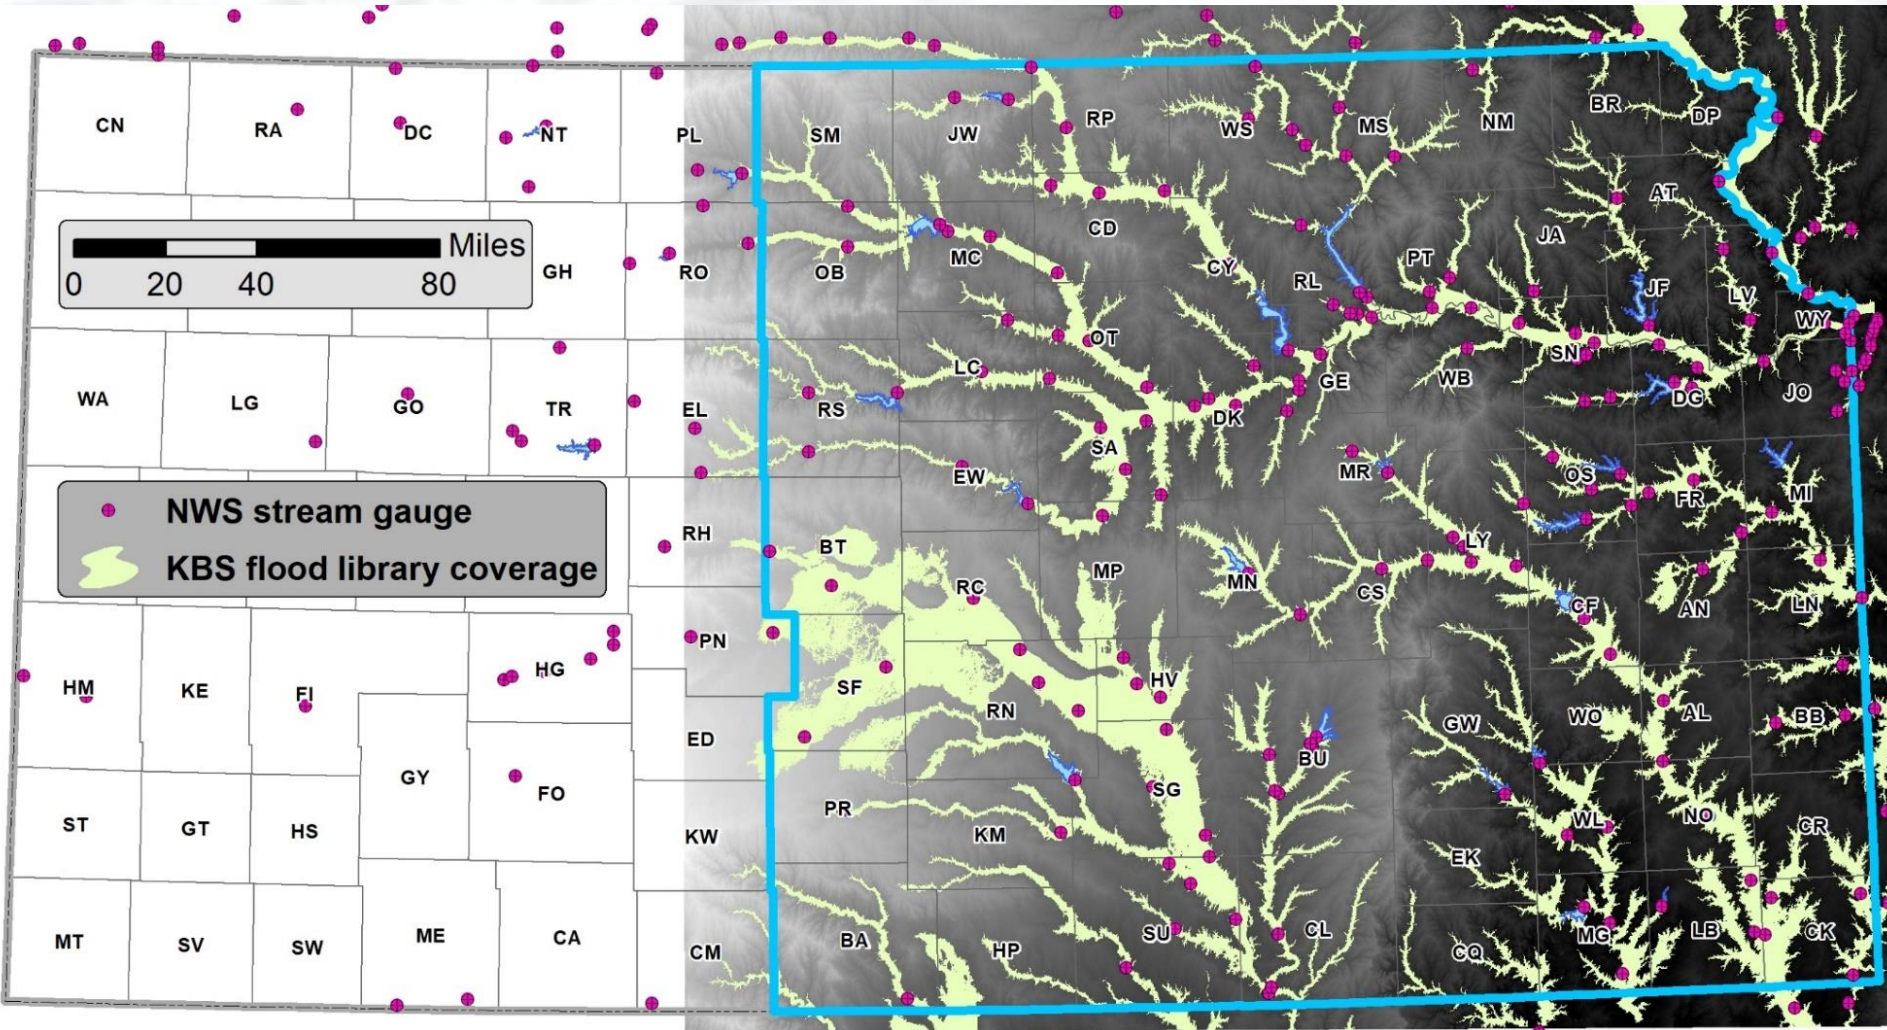 CN RA DC NT PL SM JW RP WS MS NM BR DP
Miles
0 20 40 80
GH RO OB MC CD CY RL PT JA AT JF LV WY
WA LG GO TR EL RS LC OT SA DK GE WB SN DG JO
NWS stream gauge
KBS flood library coverage
RH BT EW RC MP MN MR CS LY OS FR MI CF AN LN
HM KE FI HG PN SF RN HV GW WO AL BB
ST GT HS GY FO ED KW PR KM SG BU WL NO CR EK
MT SV SW ME CA CM BA HP SU CL CQ MG LB CK